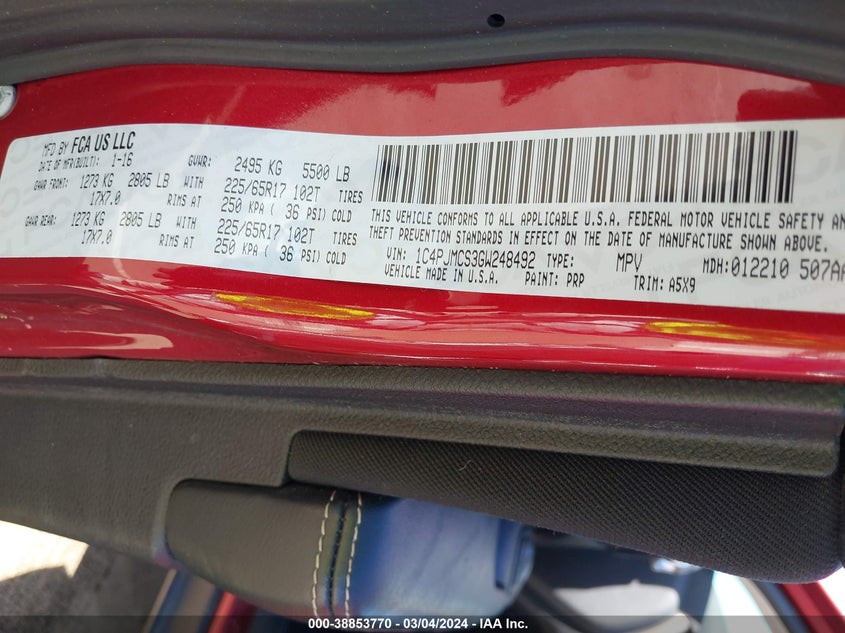 MFD BY FCA US LLC
DATE OF MFR(BUILT): 1-16 GVWR: 2495 KG 5500 LB
GAWR FRONT: 1273 KG 2805 LB WITH 225/65R17 102T TIRES
17X7.0 RIMS AT 250 KPA ( 36 PSI) COLD
GAWR REAR: 1273 KG 2805 LB WITH 225/65R17 102T TIRES
17X7.0 RIMS AT 250 KPA ( 36 PSI) COLD
THIS VEHICLE CONFORMS TO ALL APPLICABLE U.S.A. FEDERAL MOTOR VEHICLE SAFETY AN
THEFT PREVENTION STANDARDS IN EFFECT ON THE DATE OF MANUFACTURE SHOWN ABOVE.
VIN: 1C4PJMCS3GW248492 TYPE: MPV MDH:012210 507AA
VEHICLE MADE IN U.S.A. PAINT: PRP TRIM: A5X9
000-38853770 - 03/04/2024 - IAA Inc.